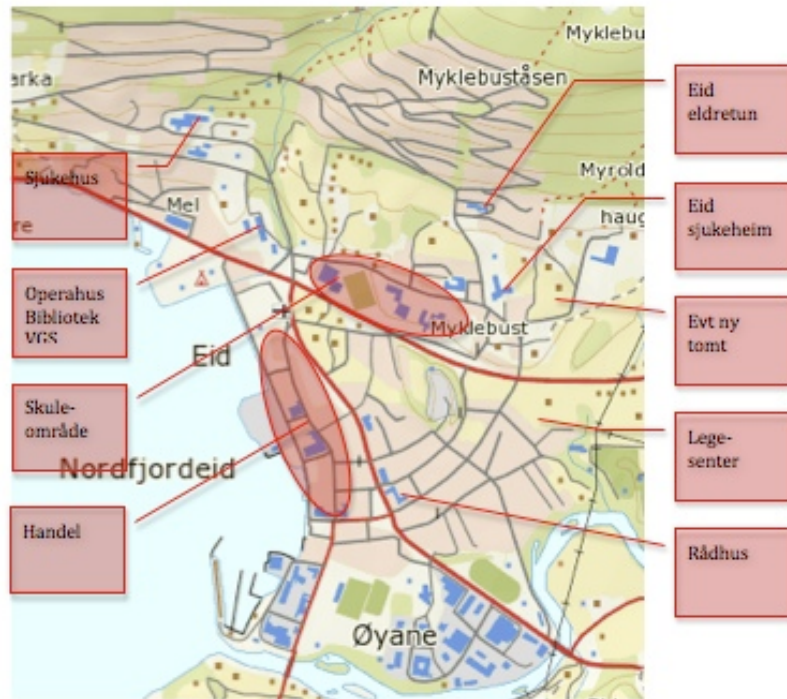 Myklebu
arka
Myklebuståsen
Eid
eldretun
Sjukehus
Myrold
Mel
haug
re
Eid
sjukeheim
Operahus
Bibliotek
VGS
Myklebust
Evt ny
tomt
Eid
Skule-
område
Lege-
senter
Nordfjordeid
Handel
Rådhus
Øyane